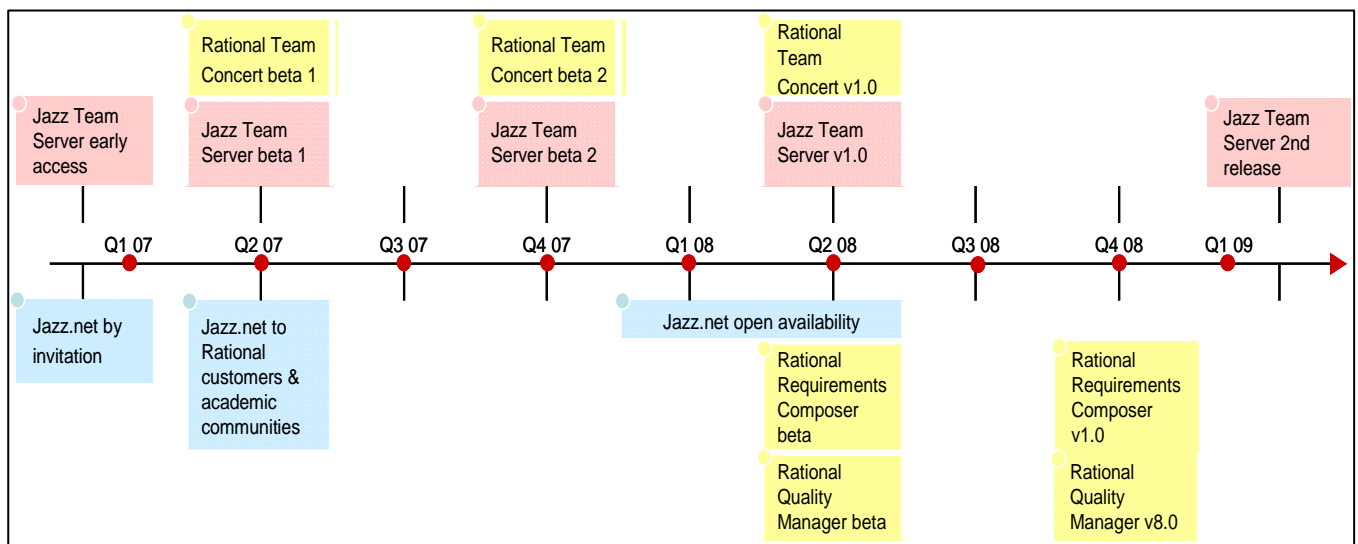 Rational Team
Concert beta 1
Rational Team
Concert beta 2
Rational
Team
Concert v1.0
Jazz Team
Server early
access
Jazz Team
Server beta 1
Jazz Team
Server beta 2
Jazz Team
Server v1.0
Jazz Team
Server 2nd
release
Q1 07
Q2 07
Q3 07
Q4 07
Q1 08
Q2 08
Q3 08
Q4 08
Q1 09
Jazz.net by
invitation
Jazz.net to
Rational
customers &
academic
communities
Jazz.net open availability
Rational
Requirements
Composer
beta
Rational
Requirements
Composer
v1.0
Rational
Quality
Manager beta
Rational
Quality
Manager v8.0